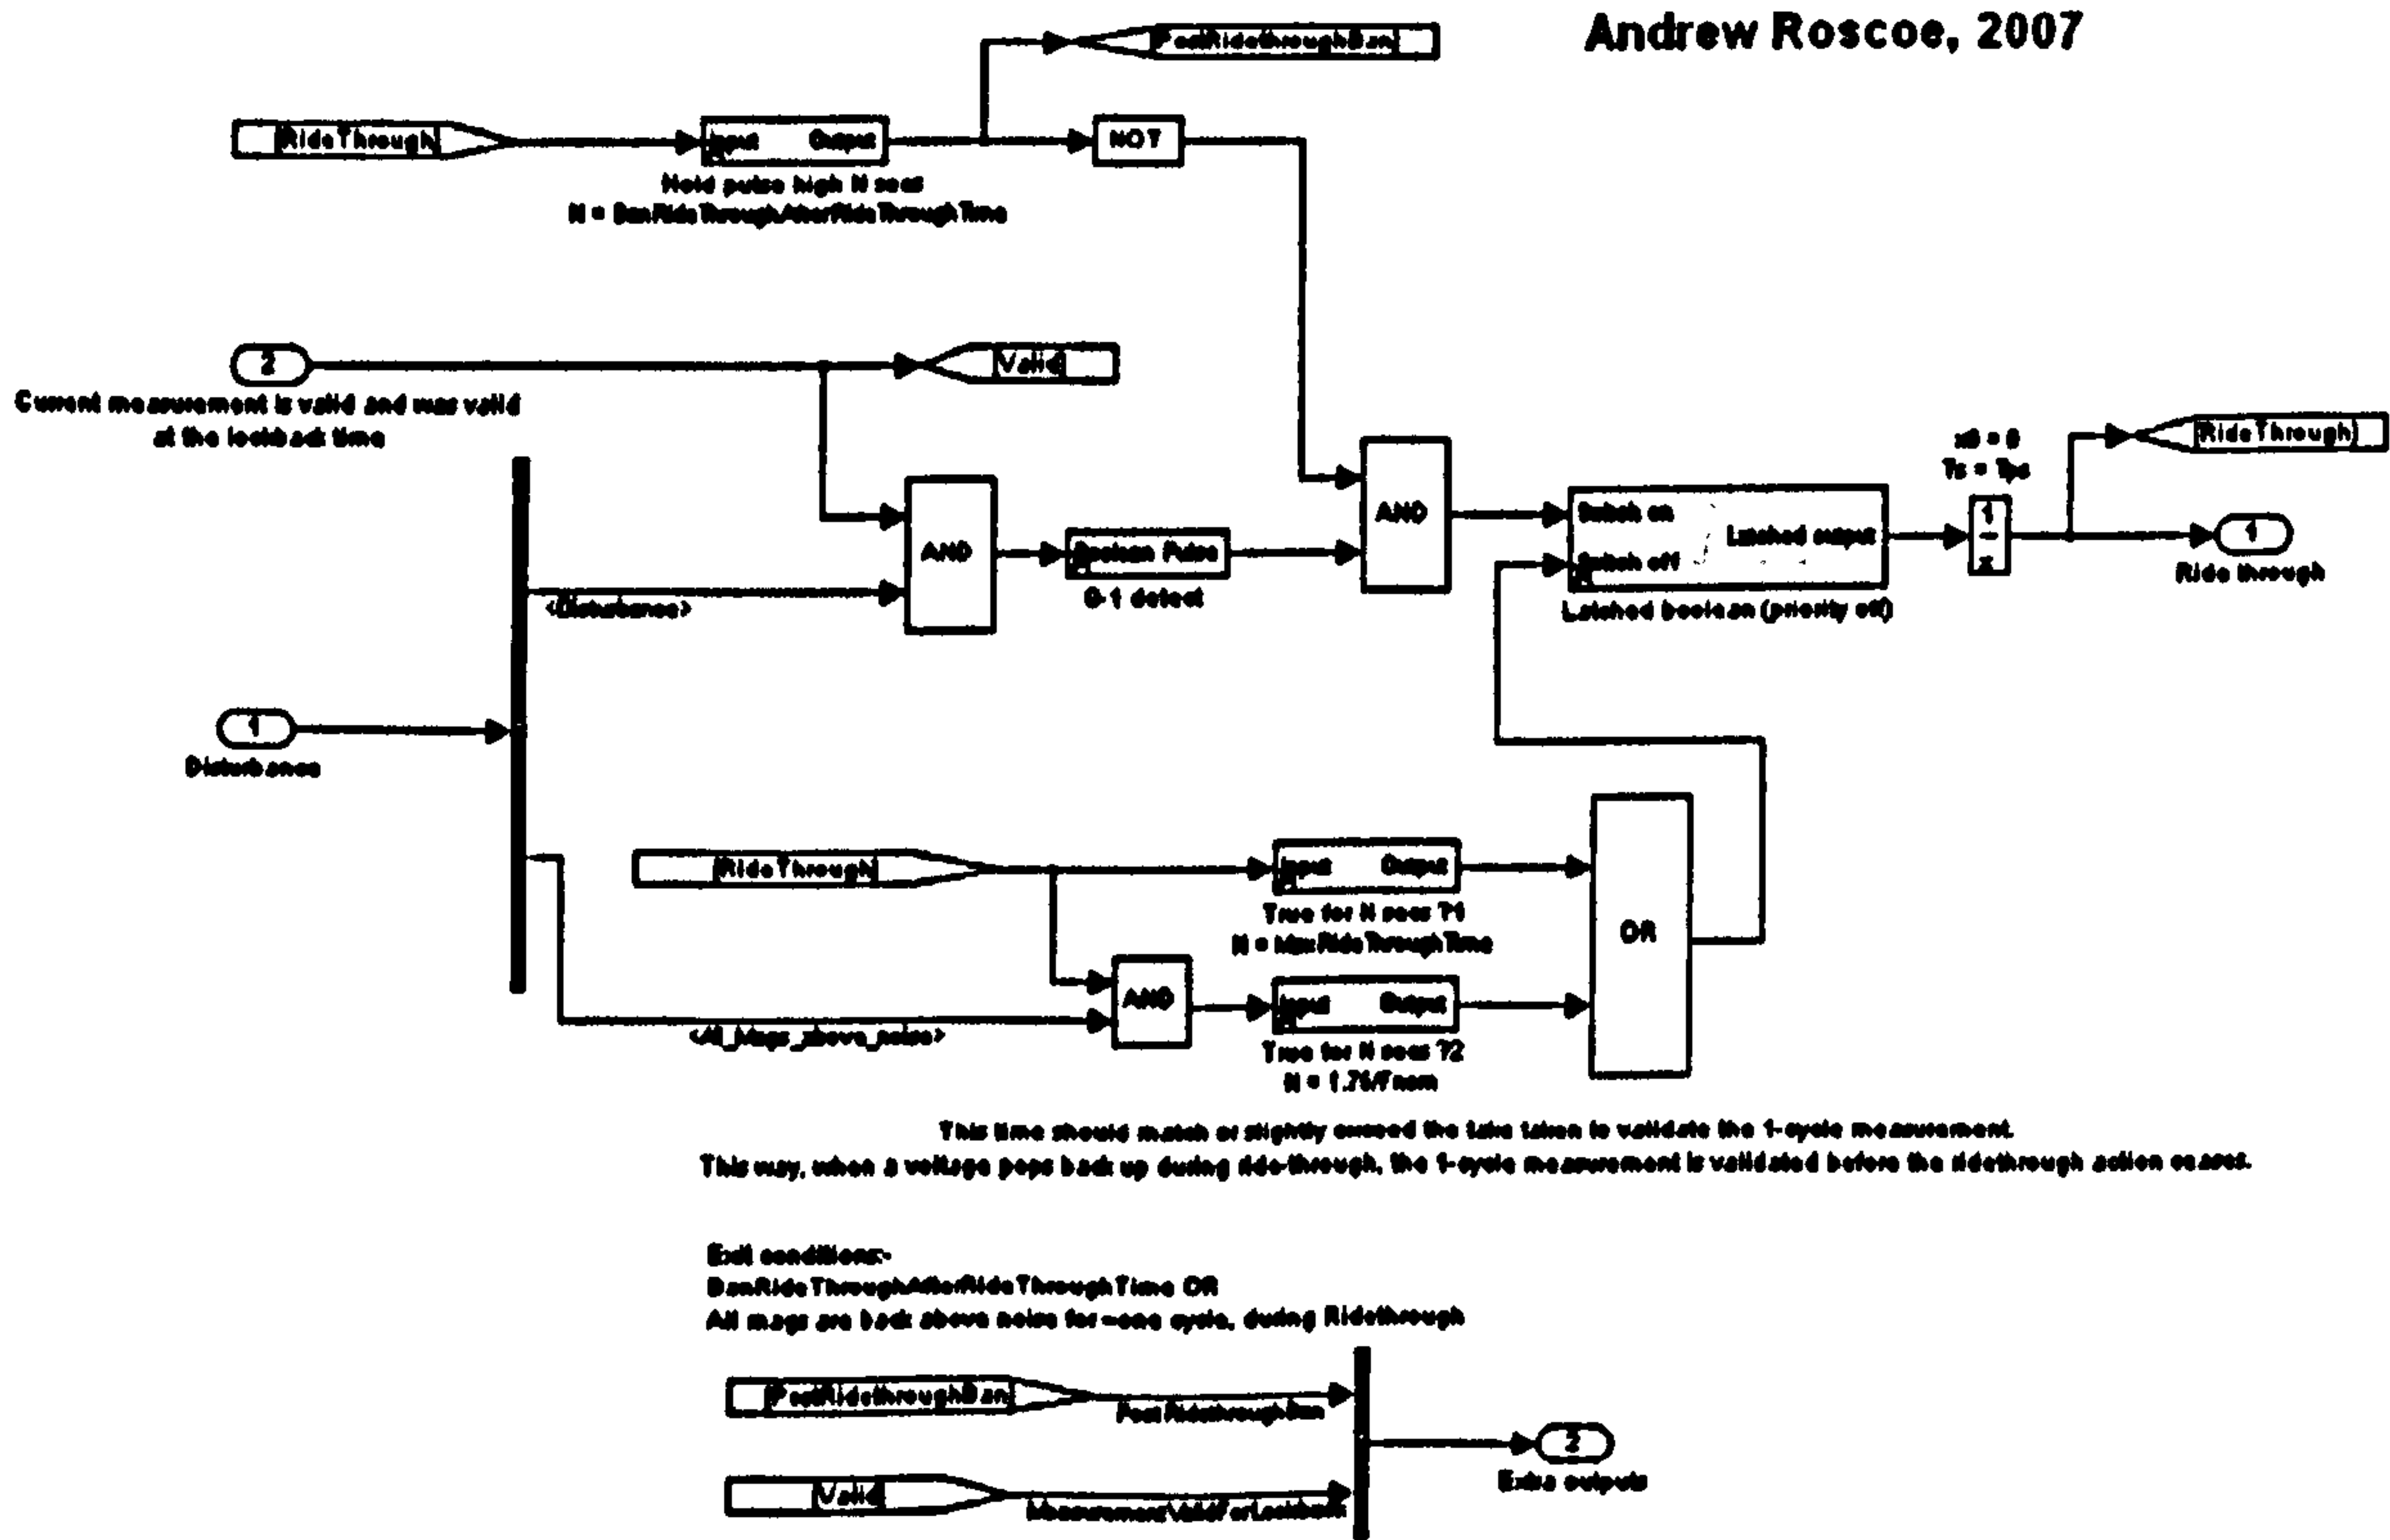 Andrew Roscoe, 2007
PostRidethroughBan
RideThrough
Input Output
NOT
Hold pulse high N secs
N = BanRideThroughAfterRideThroughTime
2
Valid
Current measurement is valid and was valid
at the lookback time
RideThrough
x0 = 0
Ts = Tps
AND
AND
Switch on
Boolean Pulse
Latched output
1
z
1
Switch off
Ride through
0-1 detect
<Disturbance>
Latched boolean (priority off)
1
Disturbance
RideThrough
Input Output
True for N secs ?1
N = MaxRideThroughTime
OR
AND
Input Output
<All_Mags_above_noise>
True for N secs ?2
N = 1.75/Fnom
This time should match or slightly exceed the take taken to validate the 1-cycle measurement.
This way, when a voltage pops back up during ride-through, the 1-cycle measurement is validated before the ridethrough action ceases.
Exit conditions:-
BanRideThroughAfterRideThroughTime OR
All mags are back above noise for ~one cycle, during Ridethrough
PostRidethroughBan
Post Ridethrough Ban
2
Extra outputs
Valid
MeasurementValidForLookback